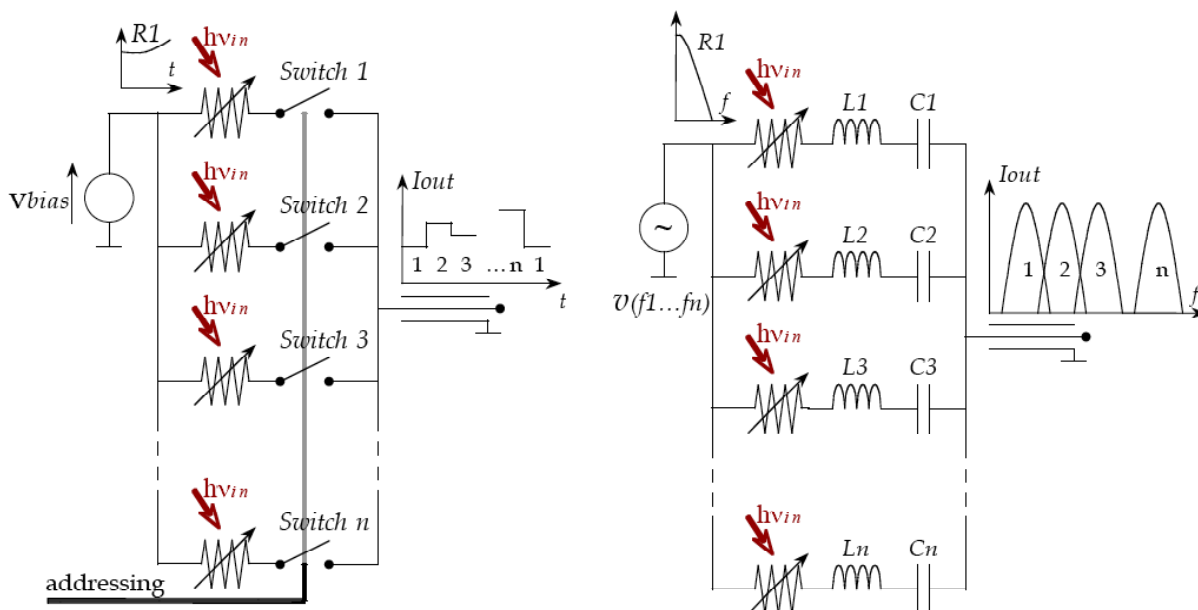 R1
t
hνin
Switch 1
Vbias
hνin
Switch 2
Iout
1 2 3 ...n 1
t
hνin
Switch 3
hνin
Switch n
addressing
R1
f
hνin
L1
C1
~
v(f1...fn)
hνin
L2
C2
Iout
1 2 3 n
f
hνin
L3
C3
hνin
Ln
Cn